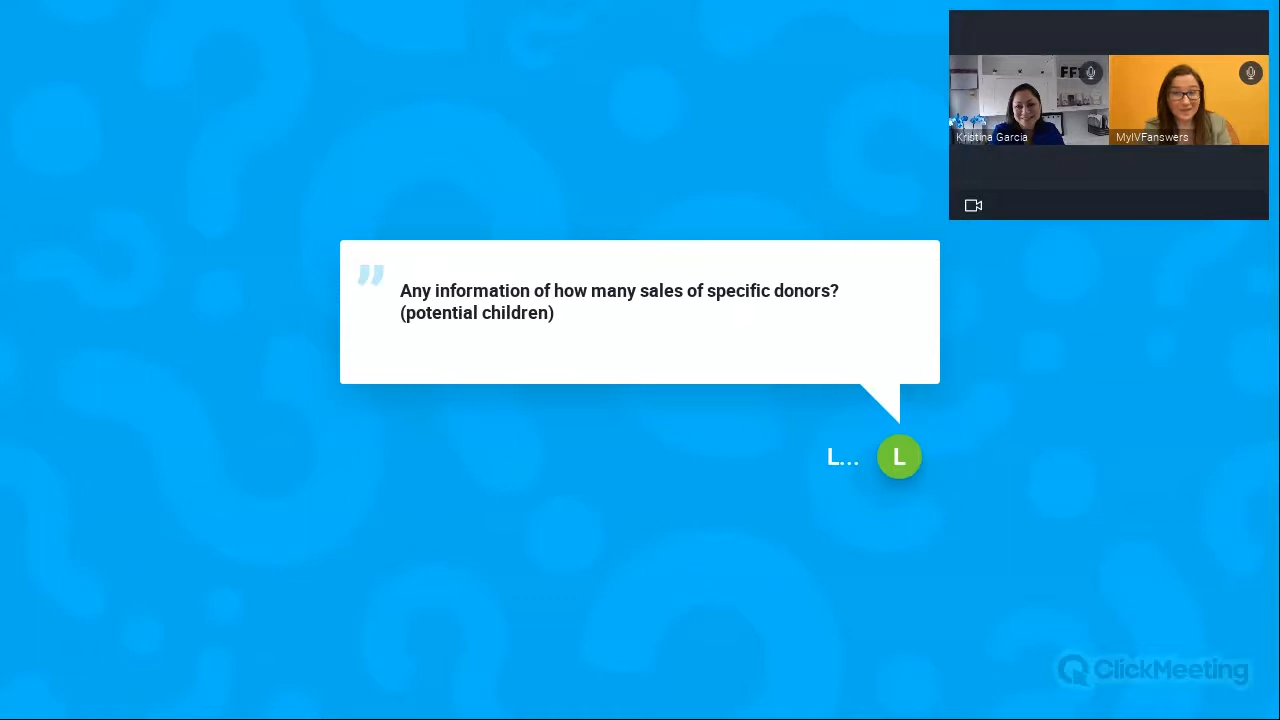 Kristina Garcia
MyIVFanswers
Any information of how many sales of specific donors?
(potential children)
L...
L
ClickMeeting